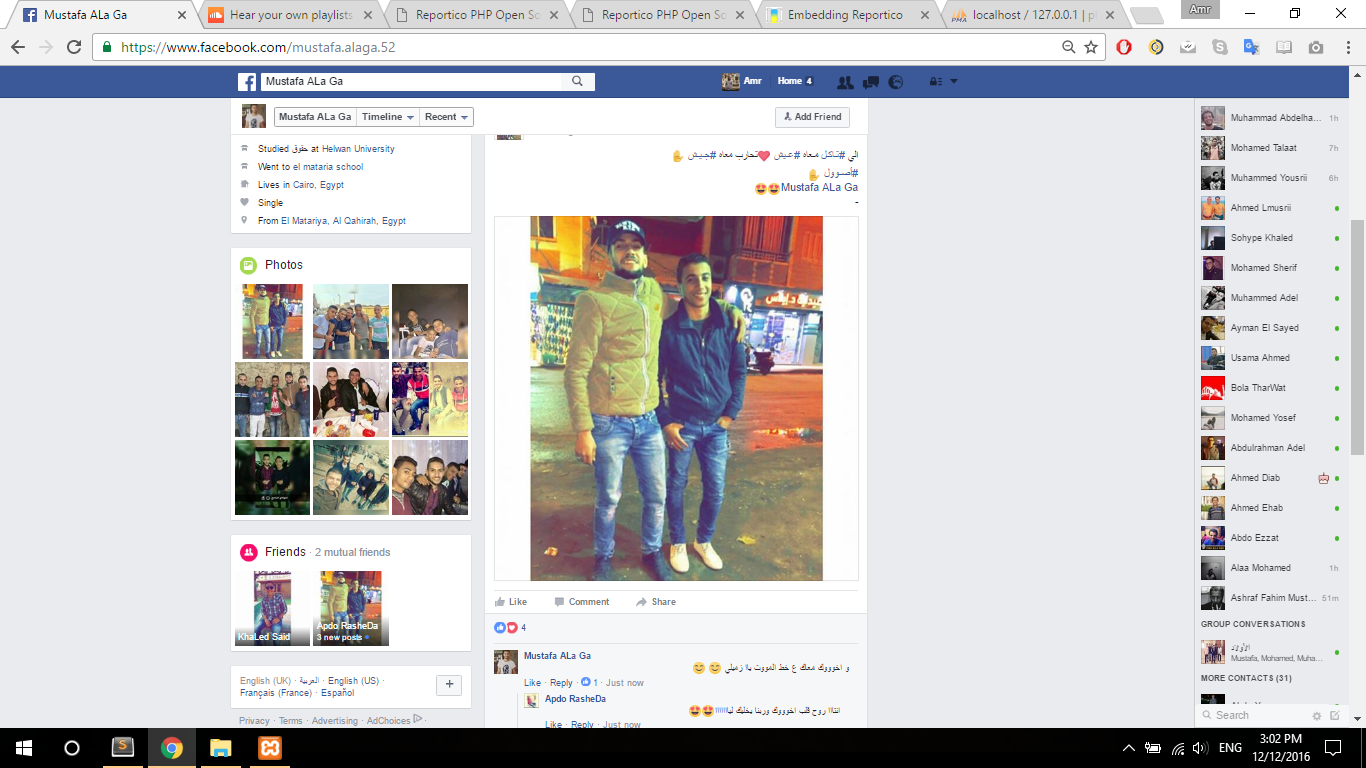 Mustafa ALa Ga
Hear your own playlists
Reportico PHP Open So
Reportico PHP Open So
Embedding Reportico
localhost / 127.0.0.1 | p
Amr
https://www.facebook.com/mustafa.alaga.52
Mustafa ALa Ga
Amr
Home 4
Mustafa ALa Ga
Timeline
Recent
Add Friend
Studied حقوق at Helwan University
Went to el mataria school
Lives in Cairo, Egypt
Single
From El Matariya, Al Qahirah, Egypt
Photos
Friends · 2 mutual friends
KhaLed Said
Apdo RasheDa
3 new posts
English (UK) · العربية · English (US) ·
Français (France) · Español
Privacy · Terms · Advertising · AdChoices ·
الي #تاكل معاه #عيش ❤تحارب معاه #جيش ✋
#أصوول ✋
😍😍Mustafa ALa Ga
-
Like
Comment
Share
4
Mustafa ALa Ga
و اخوووك معاك ع خط المووت ياا زميلي 😊 😊
Like · Reply · 1 · Just now
Apdo RasheDa
انتااا روح قلب اخوووك وربنا يخليك لياااااااا😍😍
Like · Reply · Just now
Muhammad Abdelha... 1h
Mohamed Talaat 7h
Muhammed Yousrii 6h
Ahmed Lmusrii
Sohype Khaled
Mohamed Sherif
Muhammed Adel
Ayman El Sayed
Usama Ahmed
Bola TharWat
Mohamed Yosef
Abdulrahman Adel
Ahmed Diab
Ahmed Ehab
Abdo Ezzat
Alaa Mohamed 1h
Ashraf Fahim Must... 51m
GROUP CONVERSATIONS
الأولاد
Mustafa, Mohamed, Muha...
MORE CONTACTS (31)
Search
ENG
3:02 PM
12/12/2016